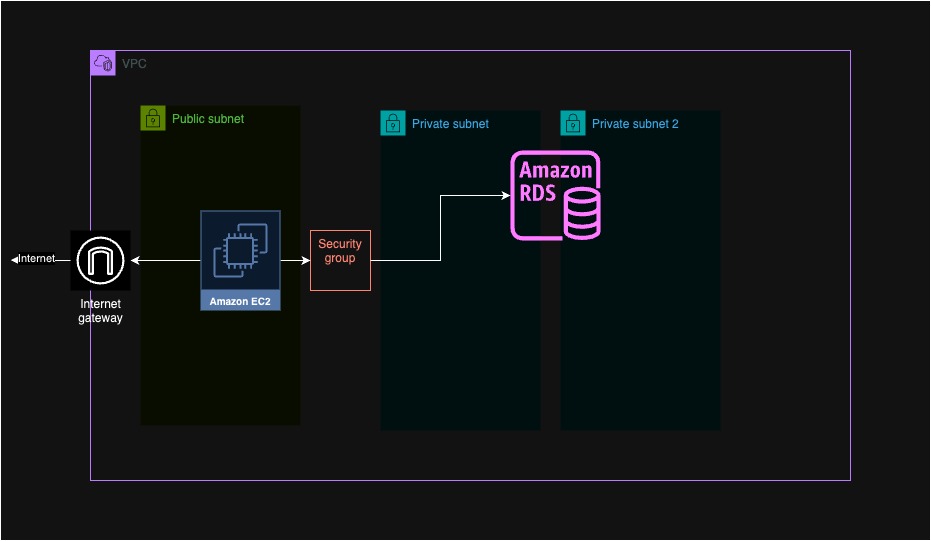 VPC
Public subnet
Private subnet
Private subnet 2
Amazon
RDS
Internet
Security
group
Amazon EC2
Internet
gateway